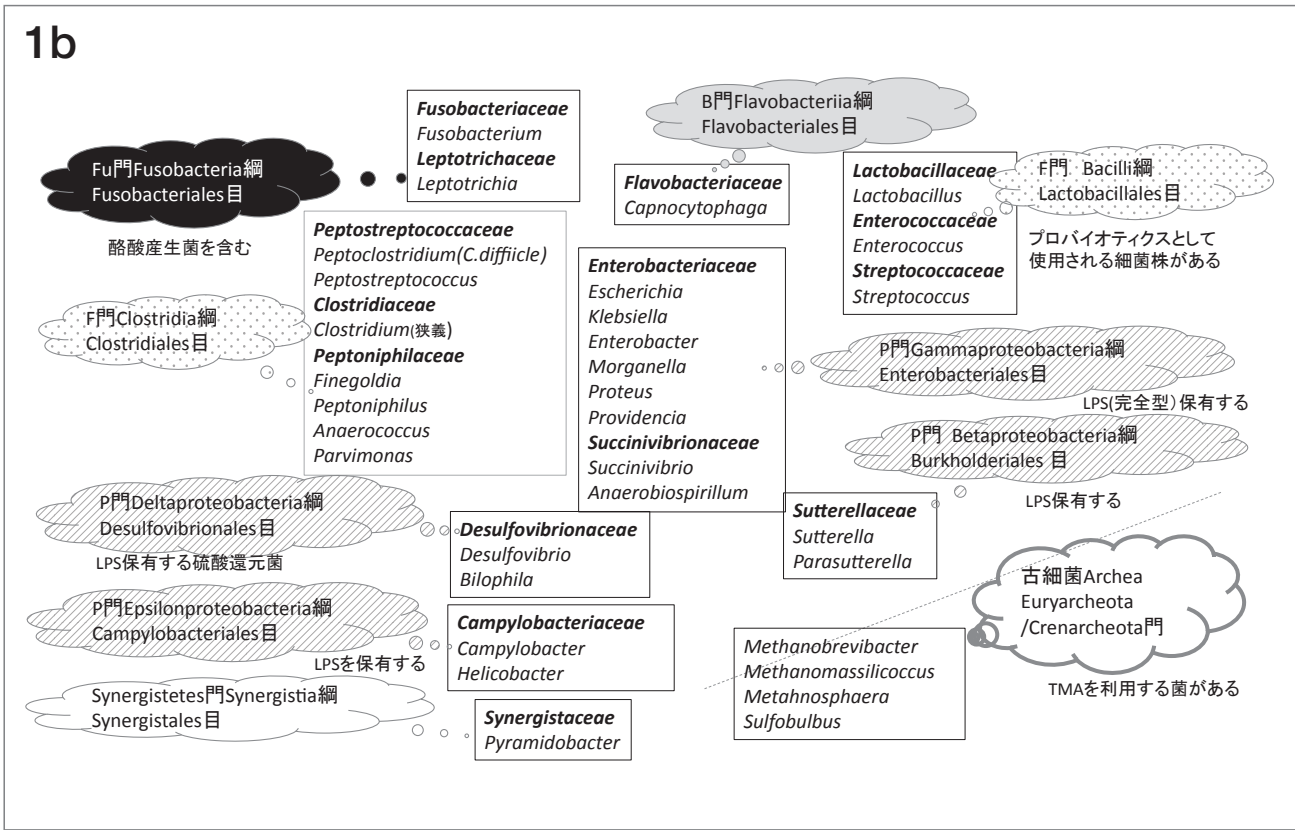 1b
Fusobacteriaceae
Fusobacterium
Leptotrichaceae
Leptotrichia
Fu門Fusobacteria綱
Fusobacteriales目
酪酸産生菌を含む
B門Flavobacteriia綱
Flavobacteriales目
Flavobacteriaceae
Capnocytophaga
Lactobacillaceae
Lactobacillus
Enterococcaceae
Enterococcus
Streptococcaceae
Streptococcus
F門 Bacilli綱
Lactobacillales目
プロバイオティクスとして
使用される細菌株がある
Peptostreptococcaceae
Peptoclostridium(C.diffiicle)
Peptostreptococcus
Clostridiaceae
Clostridium(狭義)
Peptoniphilaceae
Finegoldia
Peptoniphilus
Anaerococcus
Parvimonas
F門Clostridia綱
Clostridiales目
Enterobacteriaceae
Escherichia
Klebsiella
Enterobacter
Morganella
Proteus
Providencia
Succinivibrionaceae
Succinivibrio
Anaerobiospirillum
P門Gammaproteobacteria綱
Enterobacteriales目
LPS(完全型）保有する
P門 Betaproteobacteria綱
Burkholderiales 目
LPS保有する
Sutterellaceae
Sutterella
Parasutterella
P門Deltaproteobacteria綱
Desulfovibrionales目
LPS保有する硫酸還元菌
Desulfovibrionaceae
Desulfovibrio
Bilophila
P門Epsilonproteobacteria綱
Campylobacteriales目
LPSを保有する
Campylobacteriaceae
Campylobacter
Helicobacter
Synergistetes門Synergistia綱
Synergistales目
Synergistaceae
Pyramidobacter
古細菌Archea
Euryarcheota
/Crenarcheota門
TMAを利用する菌がある
Methanobrevibacter
Methanomassilicoccus
Metahnosphaera
Sulfobulbus